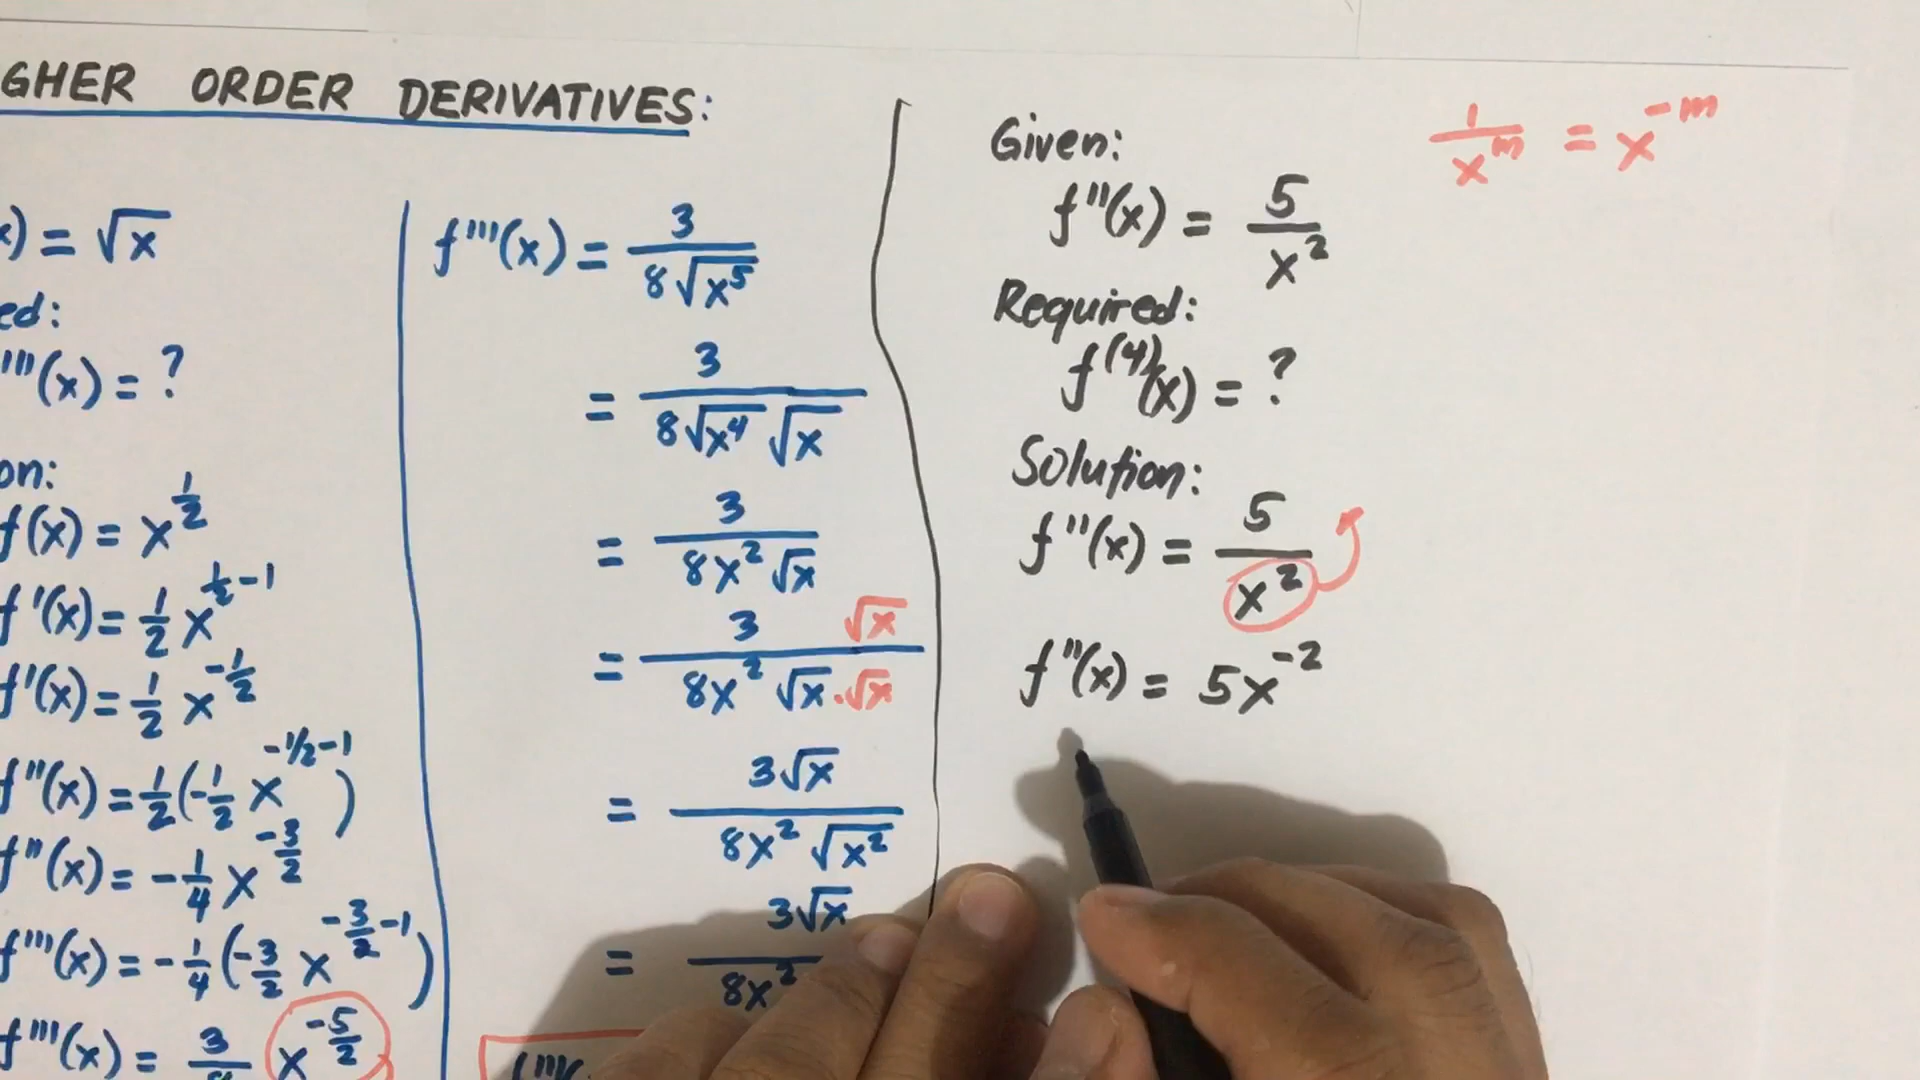 GHER ORDER DERIVATIVES:
x) = √x
ed:
'''(x) = ?
on:
f(x) = x^{1/2}
f'(x) = 1/2 x^{1/2-1}
f'(x) = 1/2 x^{-1/2}
f''(x) = 1/2 (-1/2 x^{-1/2-1})
f''(x) = -1/4 x^{-3/2}
f'''(x) = -1/4 (-3/2 x^{-3/2-1})
f'''(x) = 3/8 x^{-5/2}
f'''(x) = 3/(8√x^5)
= 3/(8√x^4 √x)
= 3/(8x^2 √x)
= 3 √x/(8x^2 √x·√x)
= 3√x/(8x^2 √x^2)
= 3√x/(8x^2
Given:
f''(x) = 5/x^2
Required:
f^{(4)}(x) = ?
Solution:
f''(x) = 5/x^2
f''(x) = 5x^{-2}
1/x^m = x^{-m}